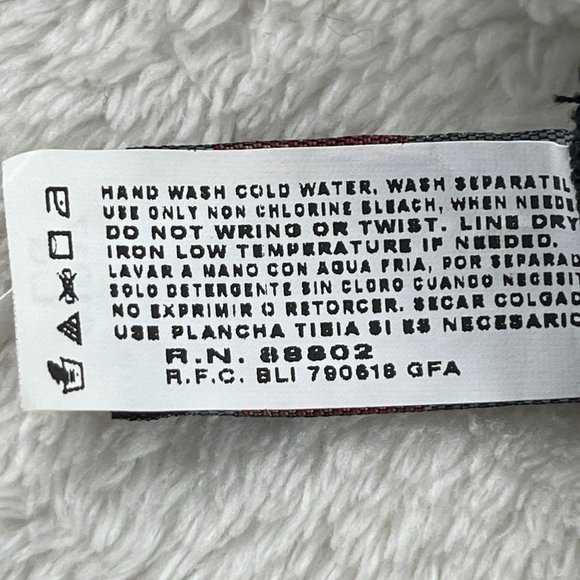 HAND WASH COLD WATER, WASH SEPARATEL
USE ONLY NON CHLORINE BLEACH, WHEN NEEDE
DO NOT WRING OR TWIST. LINE DRY
IRON LOW TEMPERATURE IF NEEDED.
LAVAR A MANO CON AGUA FRIA, POR SEPARAD
SOLO DETERGENTE SIN CLORO CUANDO NECESIT
NO EXPRIMIR O RETORCER. SECAR COLGAD
USE PLANCHA TIBIA SI ES NECESARIO
R.N. 88802
R.F.C. BLI 790618 GFA